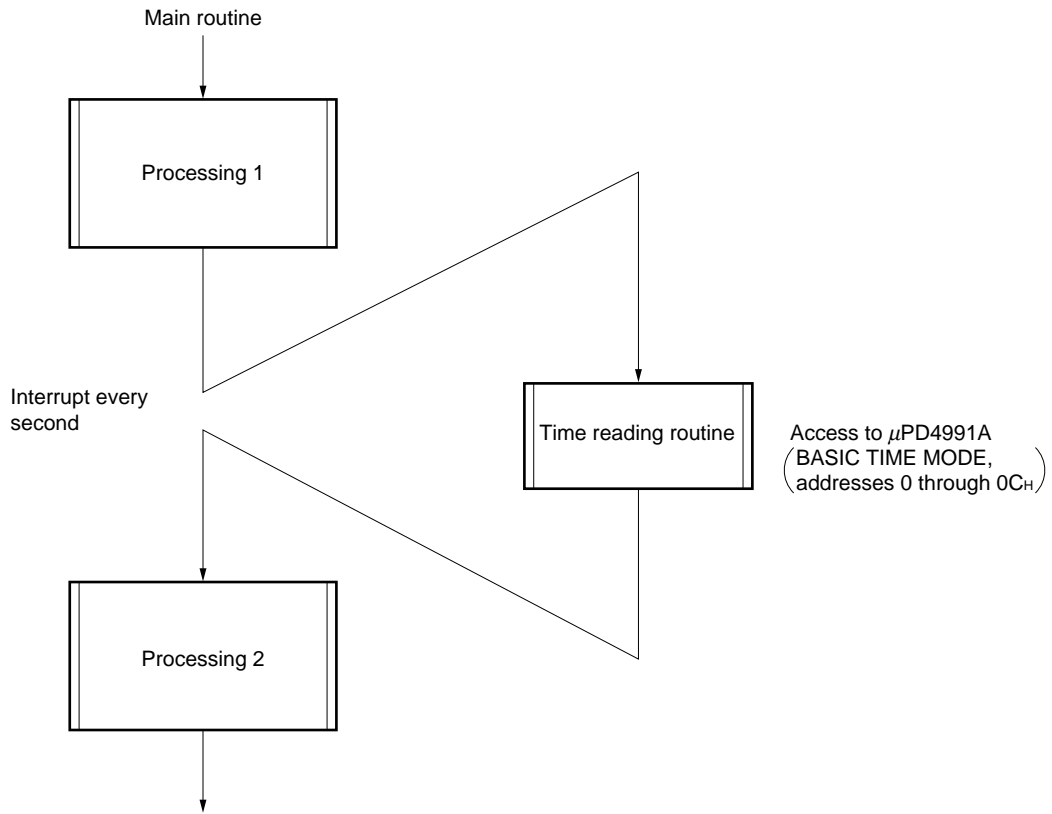 Main routine
Processing 1
Interrupt every
second
Time reading routine
Access to μPD4991A
(BASIC TIME MODE,
addresses 0 through 0CH)
Processing 2